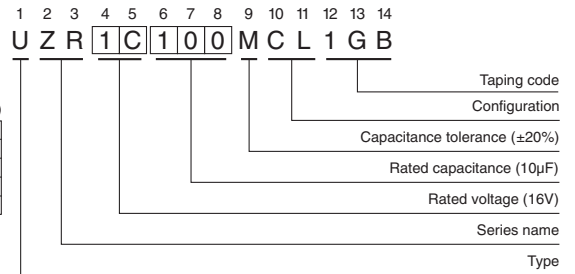 1 2 3 4 5 6 7 8 9 10 11 12 13 14
U Z R 1 C 1 0 0 M C L 1 G B
Taping code
Configuration
Capacitance tolerance (±20%)
Rated capacitance (10µF)
Rated voltage (16V)
Series name
Type